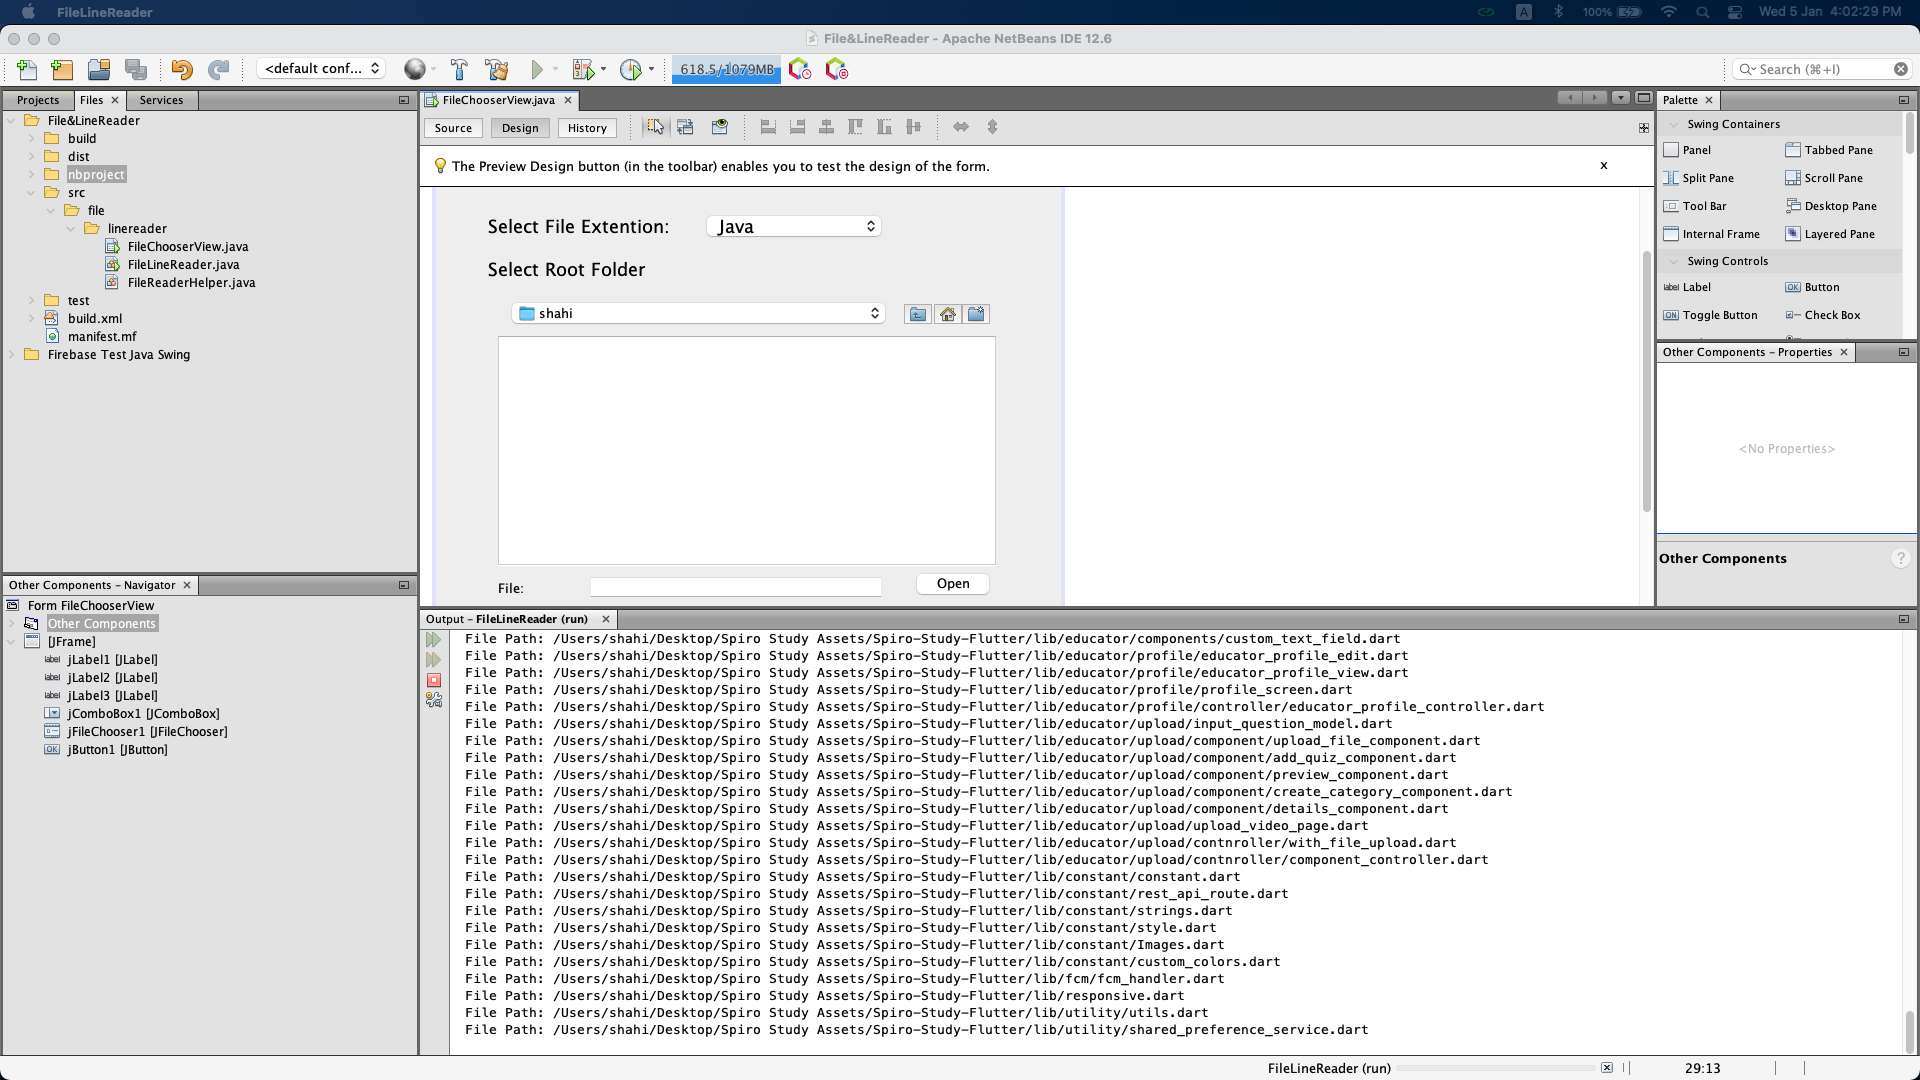 FileLineReader
A
100%
Wed 5 Jan 4:02:29 PM
File&LineReader - Apache NetBeans IDE 12.6
<default conf...
618.5/1079MB
Search (⌘+I)
Projects
Files
Services
File&LineReader
build
dist
nbproject
src
file
linereader
FileChooserView.java
FileLineReader.java
FileReaderHelper.java
test
build.xml
manifest.mf
Firebase Test Java Swing
Other Components - Navigator
Form FileChooserView
Other Components
[JFrame]
label jLabel1 [JLabel]
label jLabel2 [JLabel]
label jLabel3 [JLabel]
jComboBox1 [JComboBox]
jFileChooser1 [JFileChooser]
OK jButton1 [JButton]
FileChooserView.java
Source
Design
History
The Preview Design button (in the toolbar) enables you to test the design of the form.
x
Select File Extention:
Java
Select Root Folder
shahi
File:
Open
Palette
Swing Containers
Panel
Tabbed Pane
Split Pane
Scroll Pane
Tool Bar
Desktop Pane
Internal Frame
Layered Pane
Swing Controls
label Label
OK Button
ON Toggle Button
Check Box
Other Components - Properties
<No Properties>
Other Components
?
Output - FileLineReader (run)
File Path: /Users/shahi/Desktop/Spiro Study Assets/Spiro-Study-Flutter/lib/educator/components/custom_text_field.dart
File Path: /Users/shahi/Desktop/Spiro Study Assets/Spiro-Study-Flutter/lib/educator/profile/educator_profile_edit.dart
File Path: /Users/shahi/Desktop/Spiro Study Assets/Spiro-Study-Flutter/lib/educator/profile/educator_profile_view.dart
File Path: /Users/shahi/Desktop/Spiro Study Assets/Spiro-Study-Flutter/lib/educator/profile/profile_screen.dart
File Path: /Users/shahi/Desktop/Spiro Study Assets/Spiro-Study-Flutter/lib/educator/profile/controller/educator_profile_controller.dart
File Path: /Users/shahi/Desktop/Spiro Study Assets/Spiro-Study-Flutter/lib/educator/upload/input_question_model.dart
File Path: /Users/shahi/Desktop/Spiro Study Assets/Spiro-Study-Flutter/lib/educator/upload/component/upload_file_component.dart
File Path: /Users/shahi/Desktop/Spiro Study Assets/Spiro-Study-Flutter/lib/educator/upload/component/add_quiz_component.dart
File Path: /Users/shahi/Desktop/Spiro Study Assets/Spiro-Study-Flutter/lib/educator/upload/component/preview_component.dart
File Path: /Users/shahi/Desktop/Spiro Study Assets/Spiro-Study-Flutter/lib/educator/upload/component/create_category_component.dart
File Path: /Users/shahi/Desktop/Spiro Study Assets/Spiro-Study-Flutter/lib/educator/upload/component/details_component.dart
File Path: /Users/shahi/Desktop/Spiro Study Assets/Spiro-Study-Flutter/lib/educator/upload/upload_video_page.dart
File Path: /Users/shahi/Desktop/Spiro Study Assets/Spiro-Study-Flutter/lib/educator/upload/contnroller/with_file_upload.dart
File Path: /Users/shahi/Desktop/Spiro Study Assets/Spiro-Study-Flutter/lib/educator/upload/contnroller/component_controller.dart
File Path: /Users/shahi/Desktop/Spiro Study Assets/Spiro-Study-Flutter/lib/constant/constant.dart
File Path: /Users/shahi/Desktop/Spiro Study Assets/Spiro-Study-Flutter/lib/constant/rest_api_route.dart
File Path: /Users/shahi/Desktop/Spiro Study Assets/Spiro-Study-Flutter/lib/constant/strings.dart
File Path: /Users/shahi/Desktop/Spiro Study Assets/Spiro-Study-Flutter/lib/constant/style.dart
File Path: /Users/shahi/Desktop/Spiro Study Assets/Spiro-Study-Flutter/lib/constant/Images.dart
File Path: /Users/shahi/Desktop/Spiro Study Assets/Spiro-Study-Flutter/lib/constant/custom_colors.dart
File Path: /Users/shahi/Desktop/Spiro Study Assets/Spiro-Study-Flutter/lib/fcm/fcm_handler.dart
File Path: /Users/shahi/Desktop/Spiro Study Assets/Spiro-Study-Flutter/lib/responsive.dart
File Path: /Users/shahi/Desktop/Spiro Study Assets/Spiro-Study-Flutter/lib/utility/utils.dart
File Path: /Users/shahi/Desktop/Spiro Study Assets/Spiro-Study-Flutter/lib/utility/shared_preference_service.dart
FileLineReader (run)
29:13